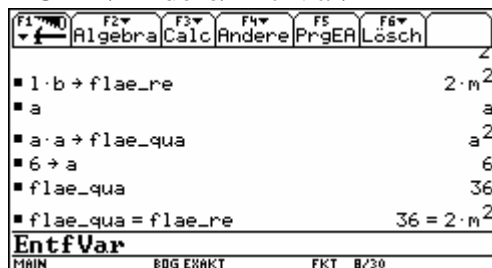 F1 F2 F3 F4 F5 F6
Algebra Calc Andere PrgEA Lösch
2
▪ l·b → flae_re 2·m²
▪ a a
▪ a·a → flae_qua a²
▪ 6 → a 6
▪ flae_qua 36
▪ flae_qua = flae_re 36 = 2·m²
EntfVar
MAIN BOG EXAKT FKT 8/30